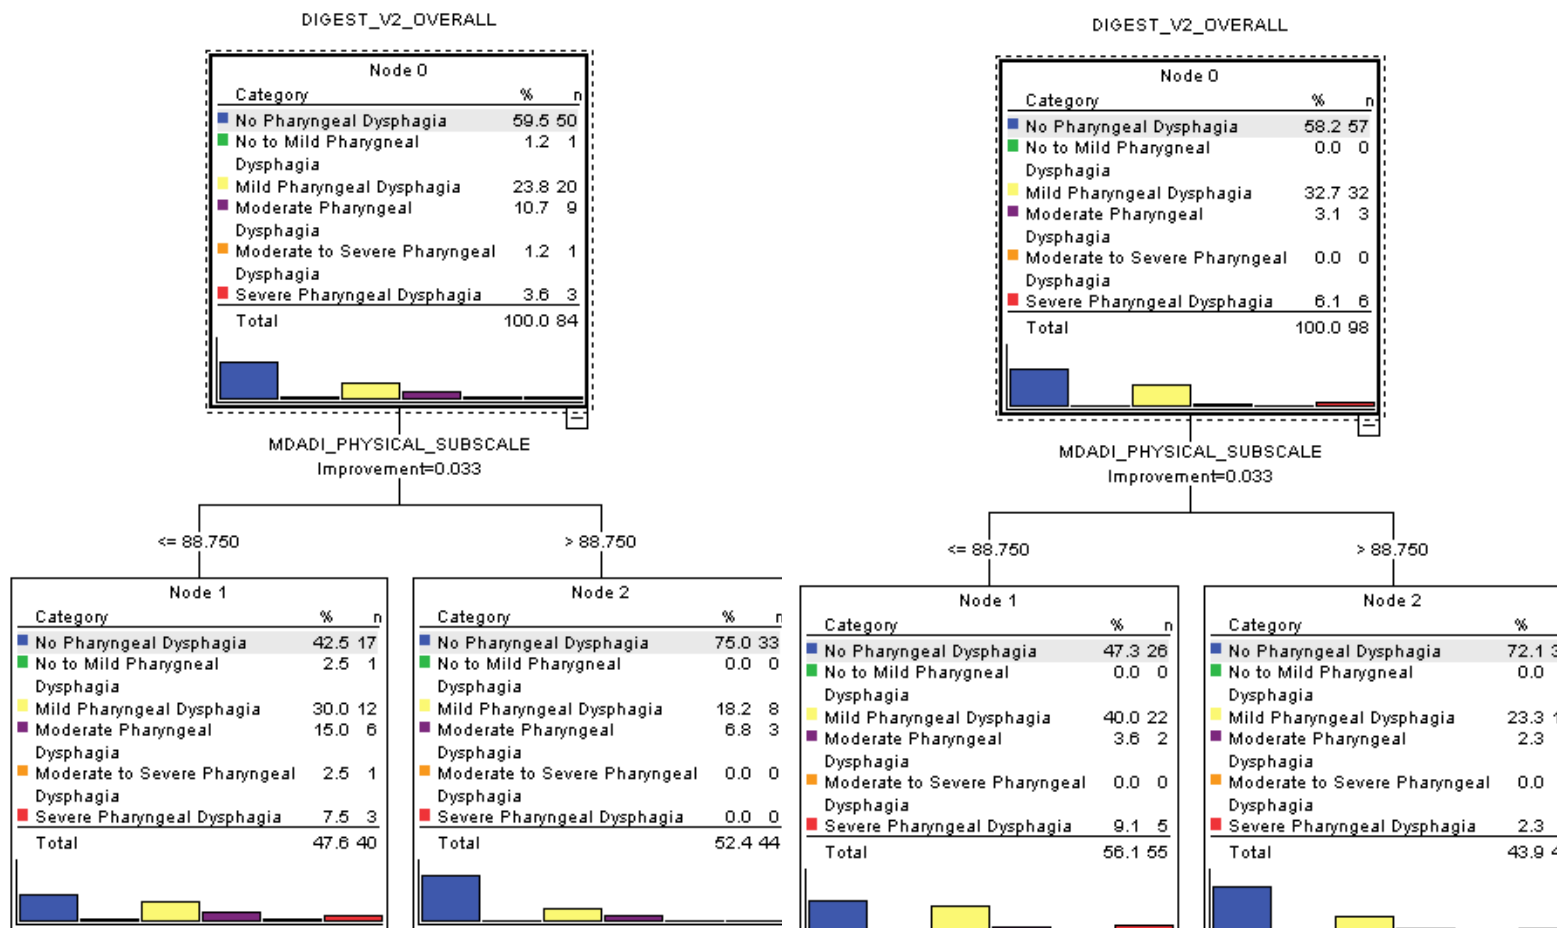 DIGEST_V2_OVERALL
Node 0
Category % n
No Pharyngeal Dysphagia 59.5 50
No to Mild Pharygneal 1.2 1
Dysphagia
Mild Pharyngeal Dysphagia 23.8 20
Moderate Pharyngeal 10.7 9
Dysphagia
Moderate to Severe Pharyngeal 1.2 1
Dysphagia
Severe Pharyngeal Dysphagia 3.6 3
Total 100.0 84
MDADI_PHYSICAL_SUBSCALE
Improvement=0.033
<= 88.750
> 88.750
Node 1
Category % n
No Pharyngeal Dysphagia 42.5 17
No to Mild Pharygneal 2.5 1
Dysphagia
Mild Pharyngeal Dysphagia 30.0 12
Moderate Pharyngeal 15.0 6
Dysphagia
Moderate to Severe Pharyngeal 2.5 1
Dysphagia
Severe Pharyngeal Dysphagia 7.5 3
Total 47.6 40
Node 2
Category % n
No Pharyngeal Dysphagia 75.0 33
No to Mild Pharygneal 0.0 0
Dysphagia
Mild Pharyngeal Dysphagia 18.2 8
Moderate Pharyngeal 6.8 3
Dysphagia
Moderate to Severe Pharyngeal 0.0 0
Dysphagia
Severe Pharyngeal Dysphagia 0.0 0
Total 52.4 44
DIGEST_V2_OVERALL
Node 0
Category % n
No Pharyngeal Dysphagia 58.2 57
No to Mild Pharygneal 0.0 0
Dysphagia
Mild Pharyngeal Dysphagia 32.7 32
Moderate Pharyngeal 3.1 3
Dysphagia
Moderate to Severe Pharyngeal 0.0 0
Dysphagia
Severe Pharyngeal Dysphagia 6.1 6
Total 100.0 98
MDADI_PHYSICAL_SUBSCALE
Improvement=0.033
<= 88.750
> 88.750
Node 1
Category % n
No Pharyngeal Dysphagia 47.3 26
No to Mild Pharygneal 0.0 0
Dysphagia
Mild Pharyngeal Dysphagia 40.0 22
Moderate Pharyngeal 3.6 2
Dysphagia
Moderate to Severe Pharyngeal 0.0 0
Dysphagia
Severe Pharyngeal Dysphagia 9.1 5
Total 56.1 55
Node 2
Category %
No Pharyngeal Dysphagia 72.1
No to Mild Pharygneal 0.0
Dysphagia
Mild Pharyngeal Dysphagia 23.3
Moderate Pharyngeal 2.3
Dysphagia
Moderate to Severe Pharyngeal 0.0
Dysphagia
Severe Pharyngeal Dysphagia 2.3
Total 43.9